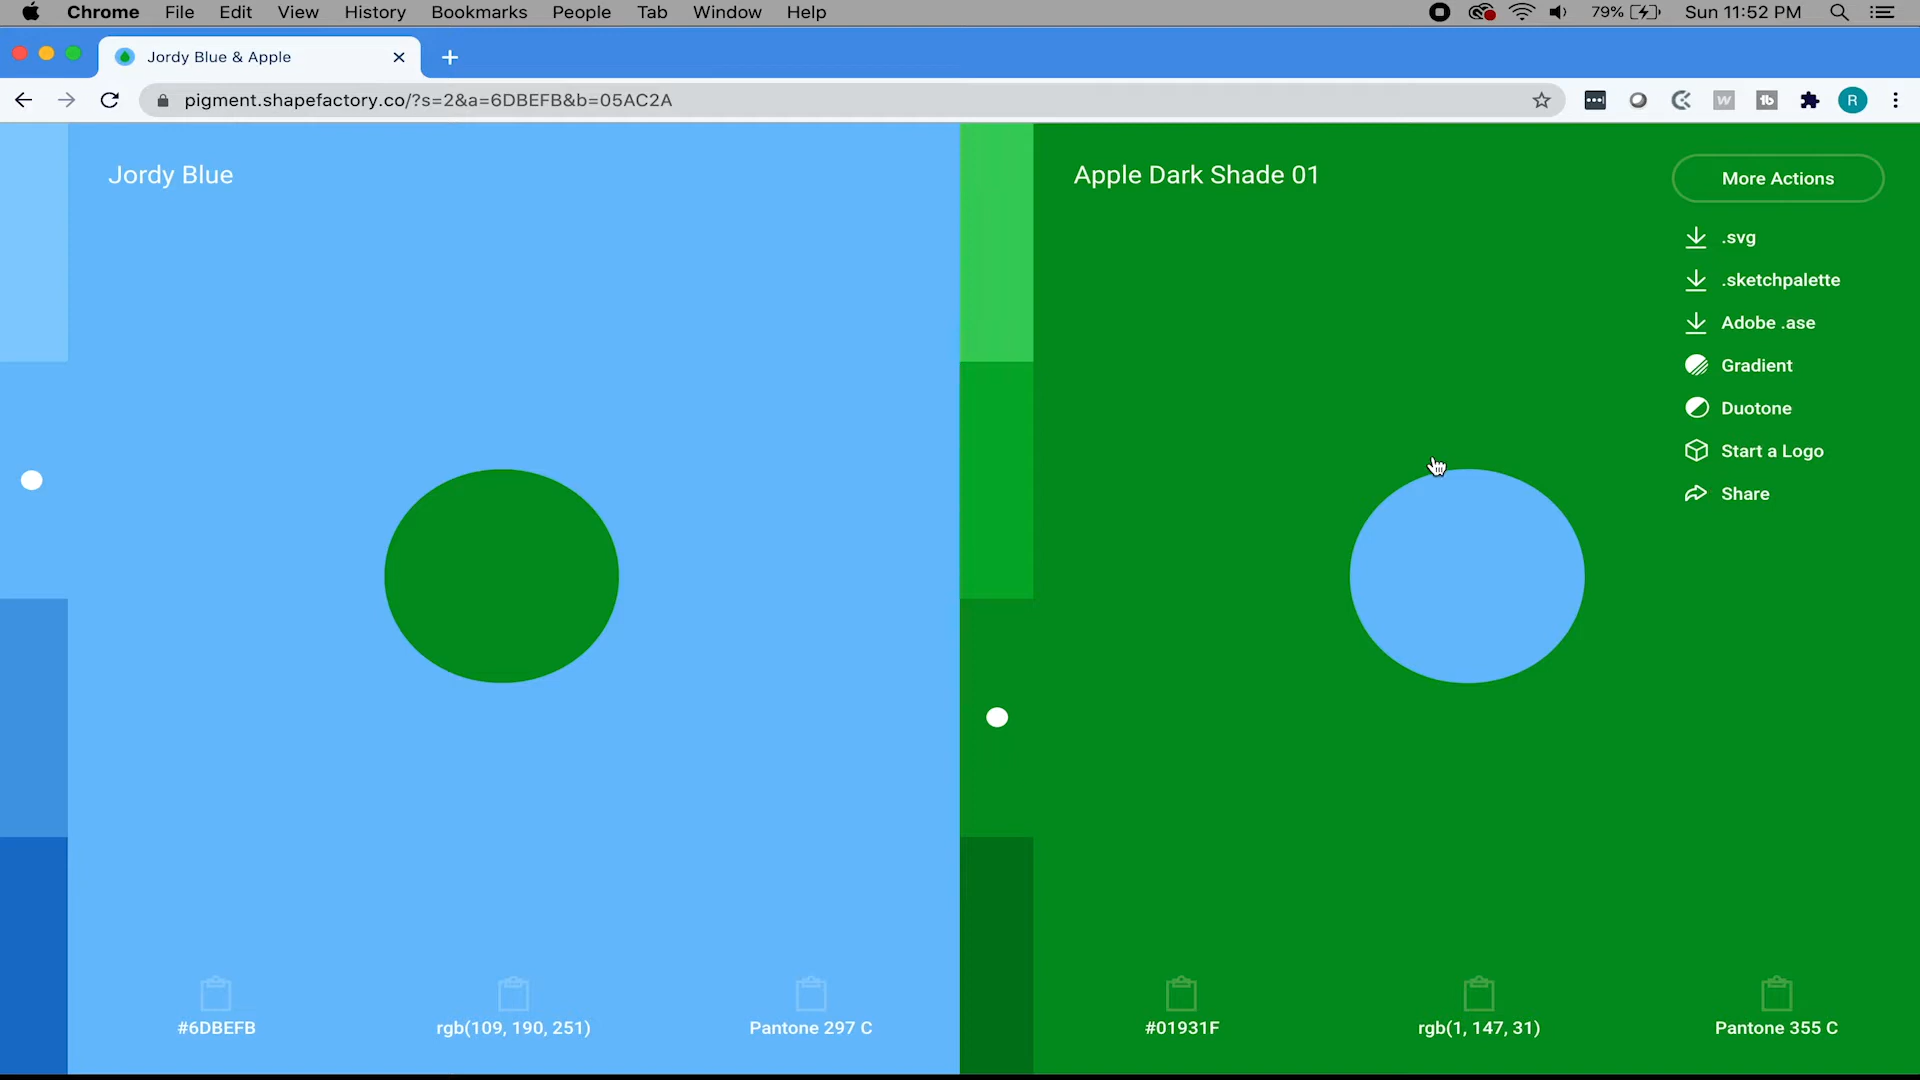 Chrome File Edit View History Bookmarks People Tab Window Help 79% Sun 11:52 PM
Jordy Blue & Apple
pigment.shapefactory.co/?s=2&a=6DBEFB&b=05AC2A
W
tb
R
Jordy Blue
Apple Dark Shade 01
More Actions
.svg
.sketchpalette
Adobe .ase
Gradient
Duotone
Start a Logo
Share
#6DBEFB
rgb(109, 190, 251)
Pantone 297 C
#01931F
rgb(1, 147, 31)
Pantone 355 C